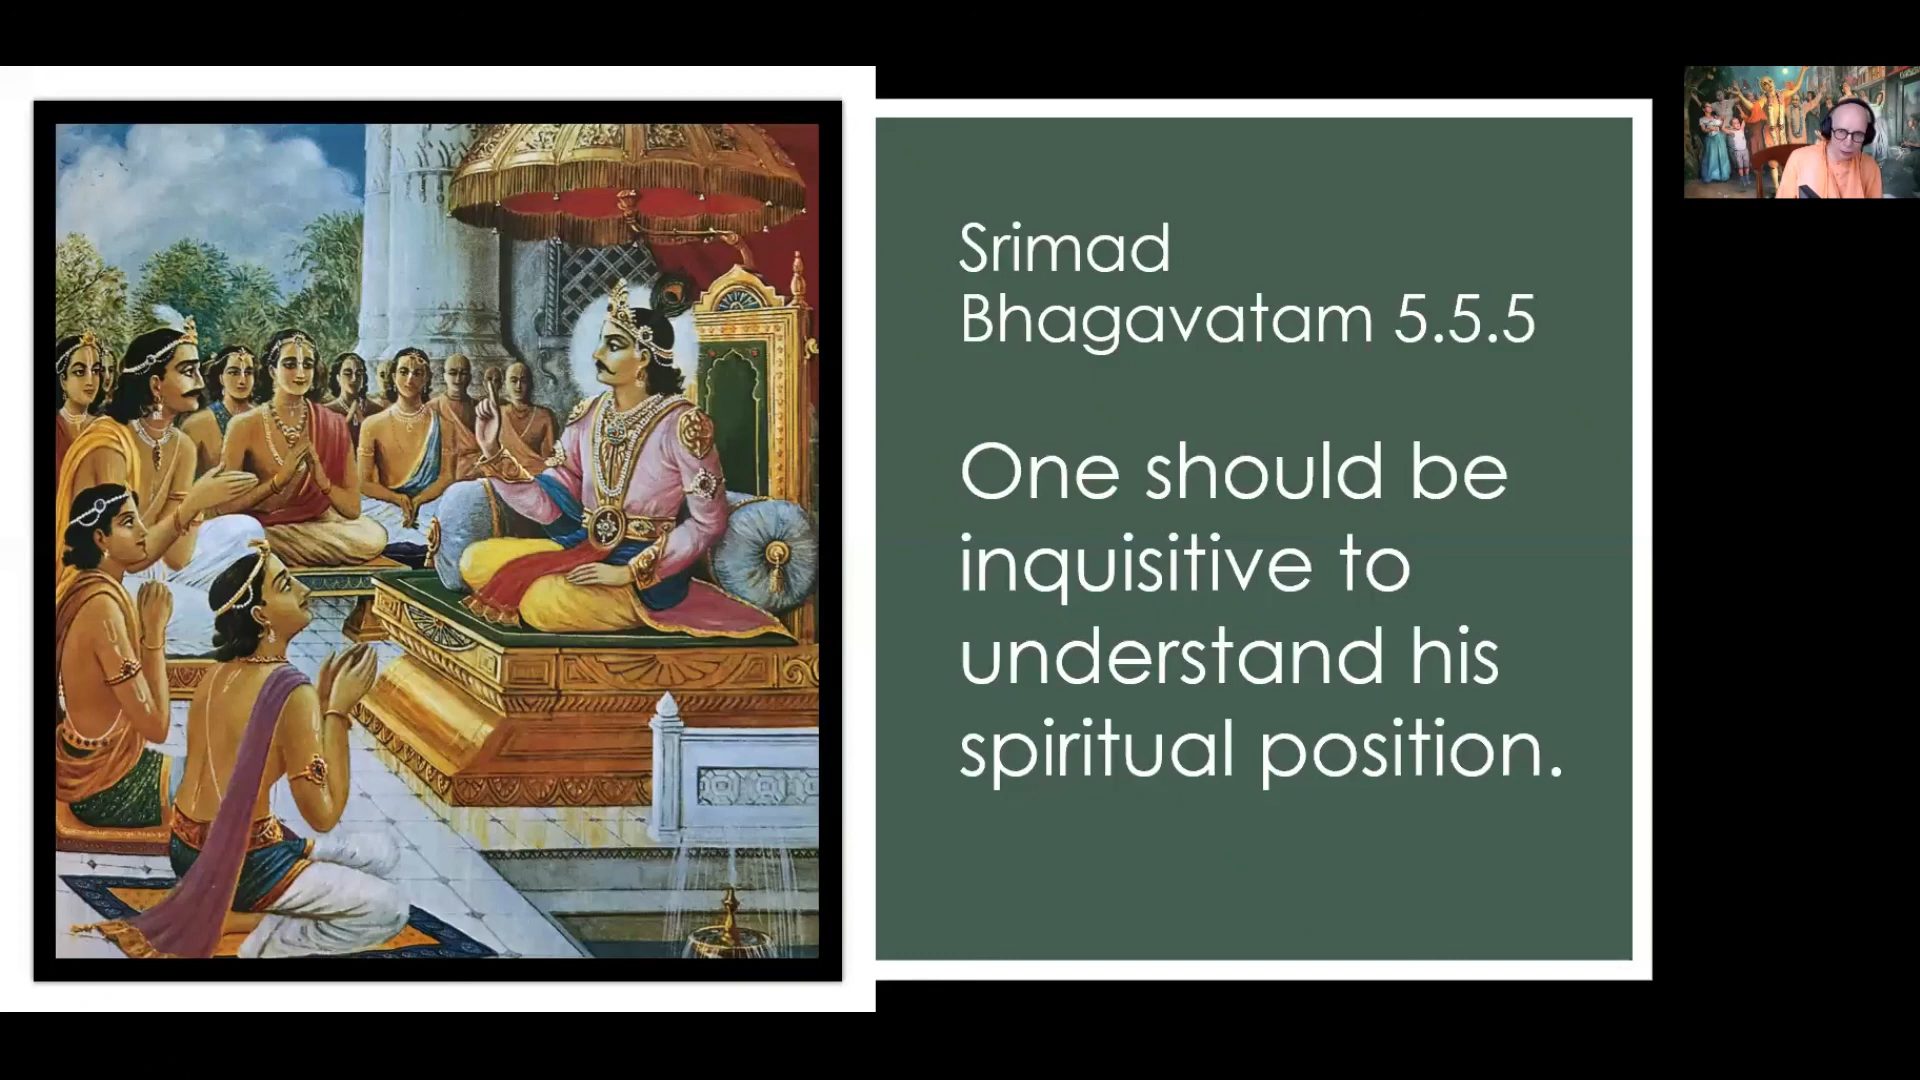 Srimad
Bhagavatam 5.5.5
One should be
inquisitive to
understand his
spiritual position.